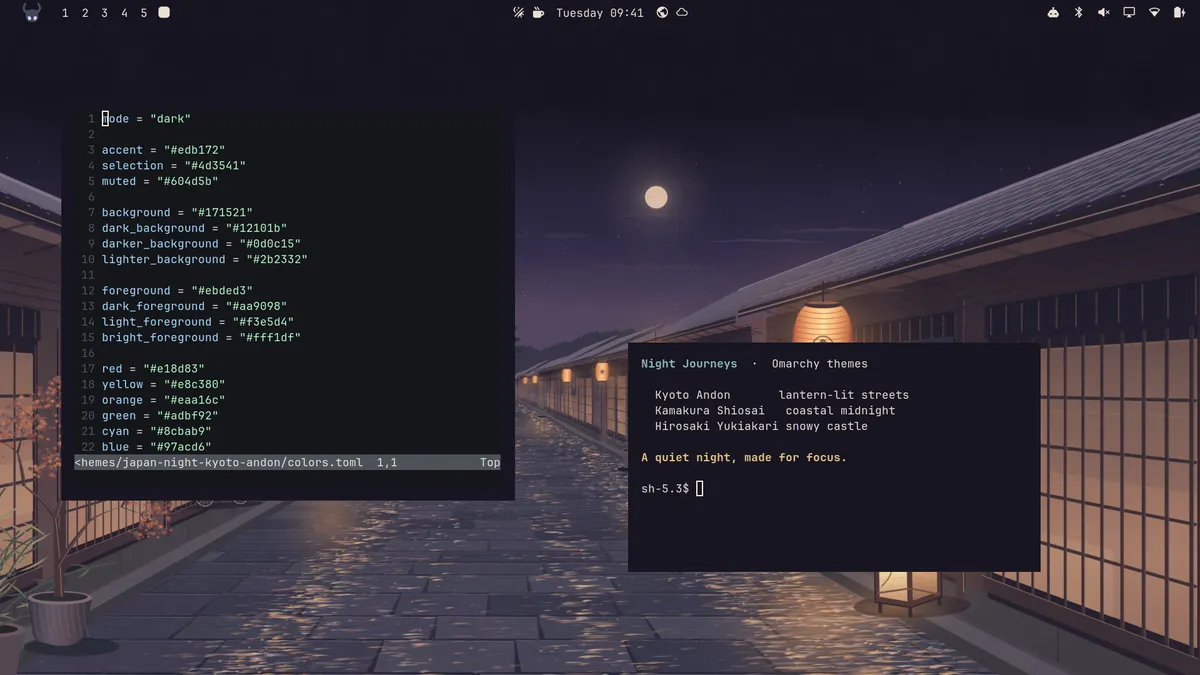 1 2 3 4 5
Tuesday 09:41
1 mode = "dark"
2
3 accent = "#edb172"
4 selection = "#4d3541"
5 muted = "#604d5b"
6
7 background = "#171521"
8 dark_background = "#12101b"
9 darker_background = "#0d0c15"
10 lighter_background = "#2b2332"
11
12 foreground = "#ebded3"
13 dark_foreground = "#aa9098"
14 light_foreground = "#f3e5d4"
15 bright_foreground = "#fff1df"
16
17 red = "#e18d83"
18 yellow = "#e8c380"
19 orange = "#eaa16c"
20 green = "#adbf92"
21 cyan = "#8cbab9"
22 blue = "#97acd6"
<hemes/japan-night-kyoto-andon/colors.toml 1,1 Top
Night Journeys · Omarchy themes
Kyoto Andon lantern-lit streets
Kamakura Shiosai coastal midnight
Hirosaki Yukiakari snowy castle
A quiet night, made for focus.
sh-5.3$